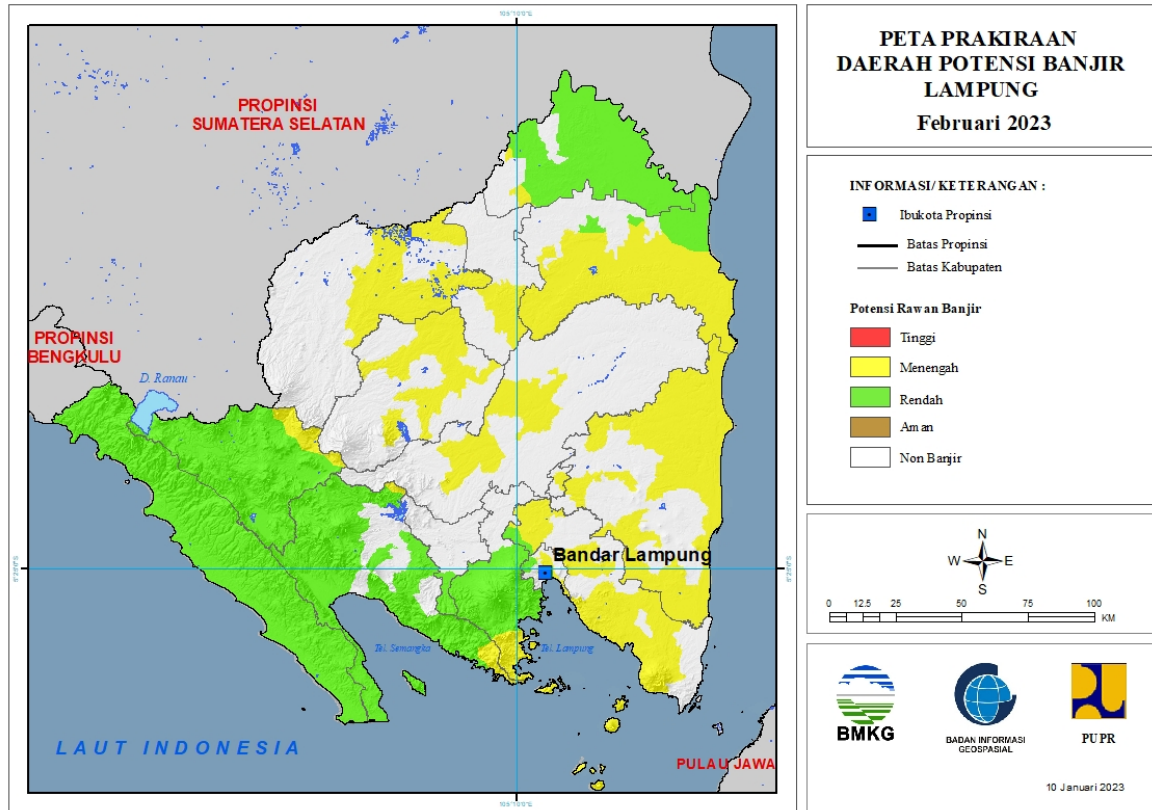 PETA PRAKIRAAN
DAERAH POTENSI BANJIR
LAMPUNG
Februari 2023
INFORMASI/KETERANGAN :
Ibukota Propinsi
Batas Propinsi
Batas Kabupaten
Potensi Rawan Banjir
Tinggi
Menengah
Rendah
Aman
Non Banjir
N
W E
S
0 12.5 25 50 75 100
KM
BMKG
BADAN INFORMASI
GEOSPASIAL
PUPR
10 Januari 2023
PROPINSI
SUMATERA SELATAN
PROPINSI
BENGKULU
D. Ranau
Bandar Lampung
Tel. Semangka
Tel. Lampung
LAUT INDONESIA
PULAU JAWA